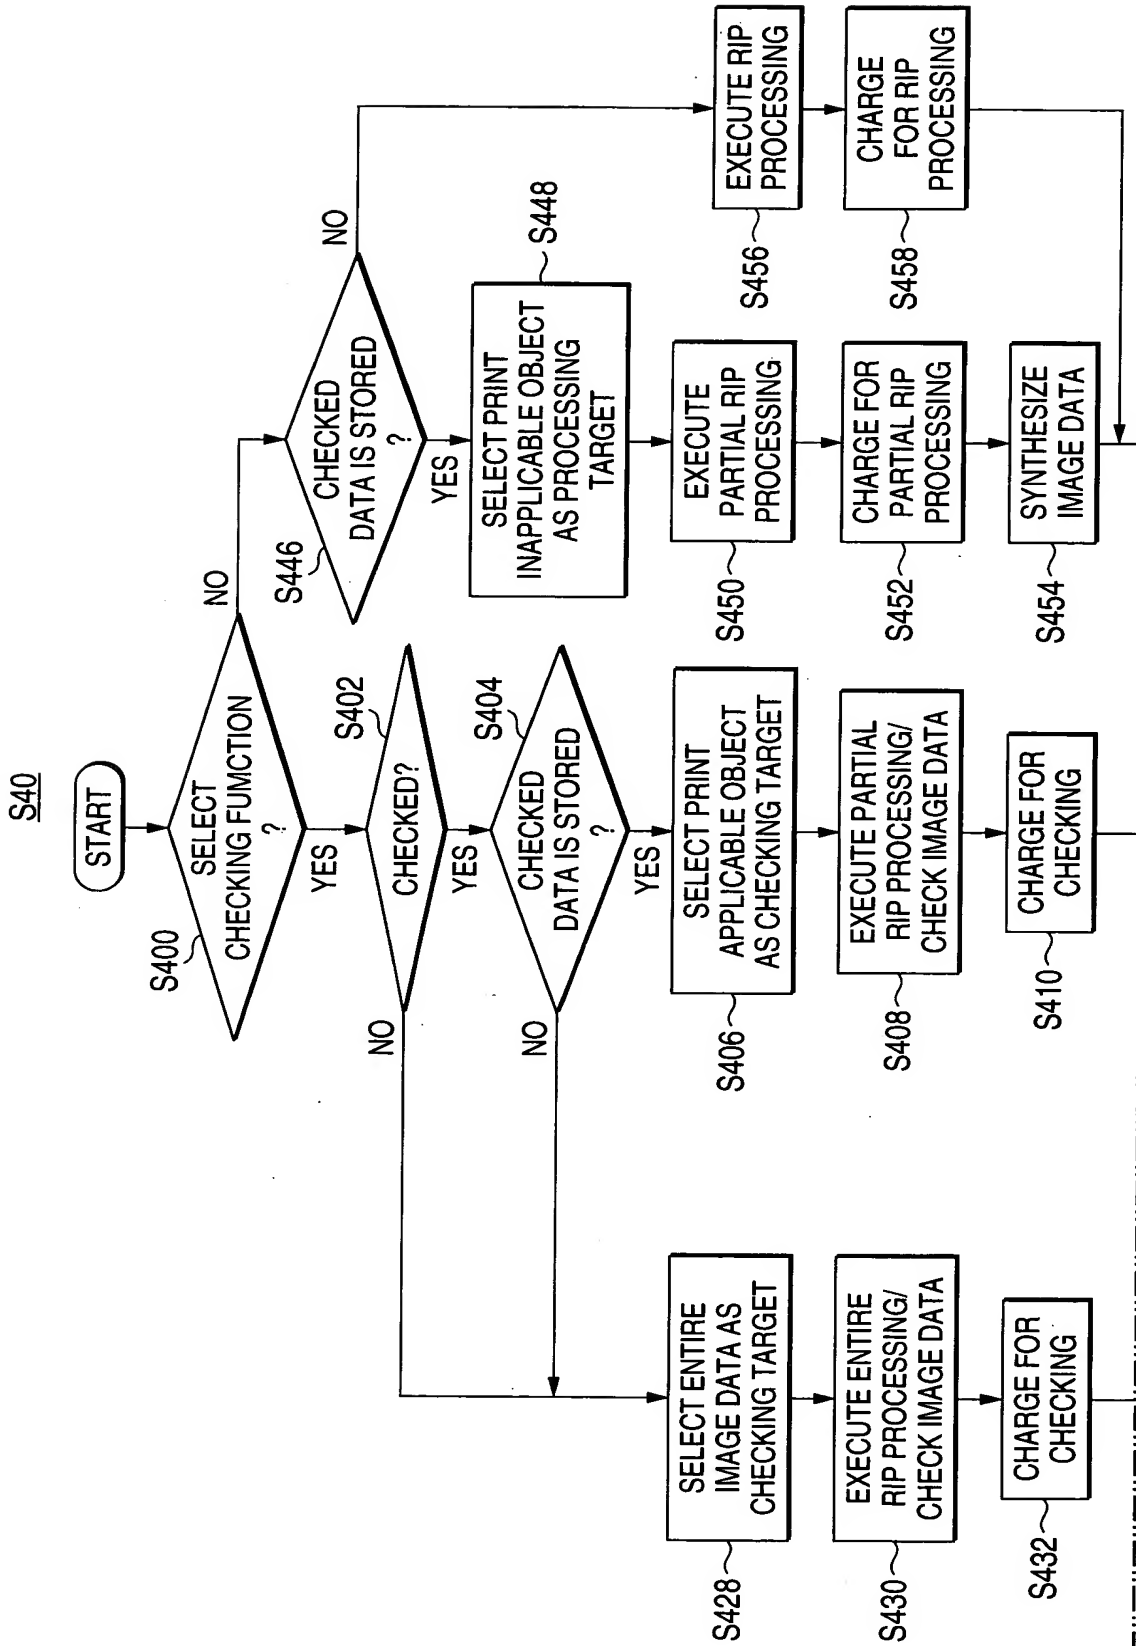 S40
START
S400
SELECT
CHECKING FUNCTION
?
NO
YES
S402
CHECKED?
NO
YES
S404
CHECKED
DATA IS STORED
?
NO
YES
S406
SELECT PRINT
APPLICABLE OBJECT
AS CHECKING TARGET
S408
EXECUTE PARTIAL
RIP PROCESSING/
CHECK IMAGE DATA
S410
CHARGE FOR
CHECKING
S428
SELECT ENTIRE
IMAGE DATA AS
CHECKING TARGET
S430
EXECUTE ENTIRE
RIP PROCESSING/
CHECK IMAGE DATA
S432
CHARGE FOR
CHECKING
S446
CHECKED
DATA IS STORED
?
NO
YES
S448
SELECT PRINT
INAPPLICABLE OBJECT
AS PROCESSING
TARGET
S450
EXECUTE
PARTIAL RIP
PROCESSING
S452
CHARGE FOR
PARTIAL RIP
PROCESSING
S454
SYNTHESIZE
IMAGE DATA
S456
EXECUTE RIP
PROCESSING
S458
CHARGE
FOR RIP
PROCESSING